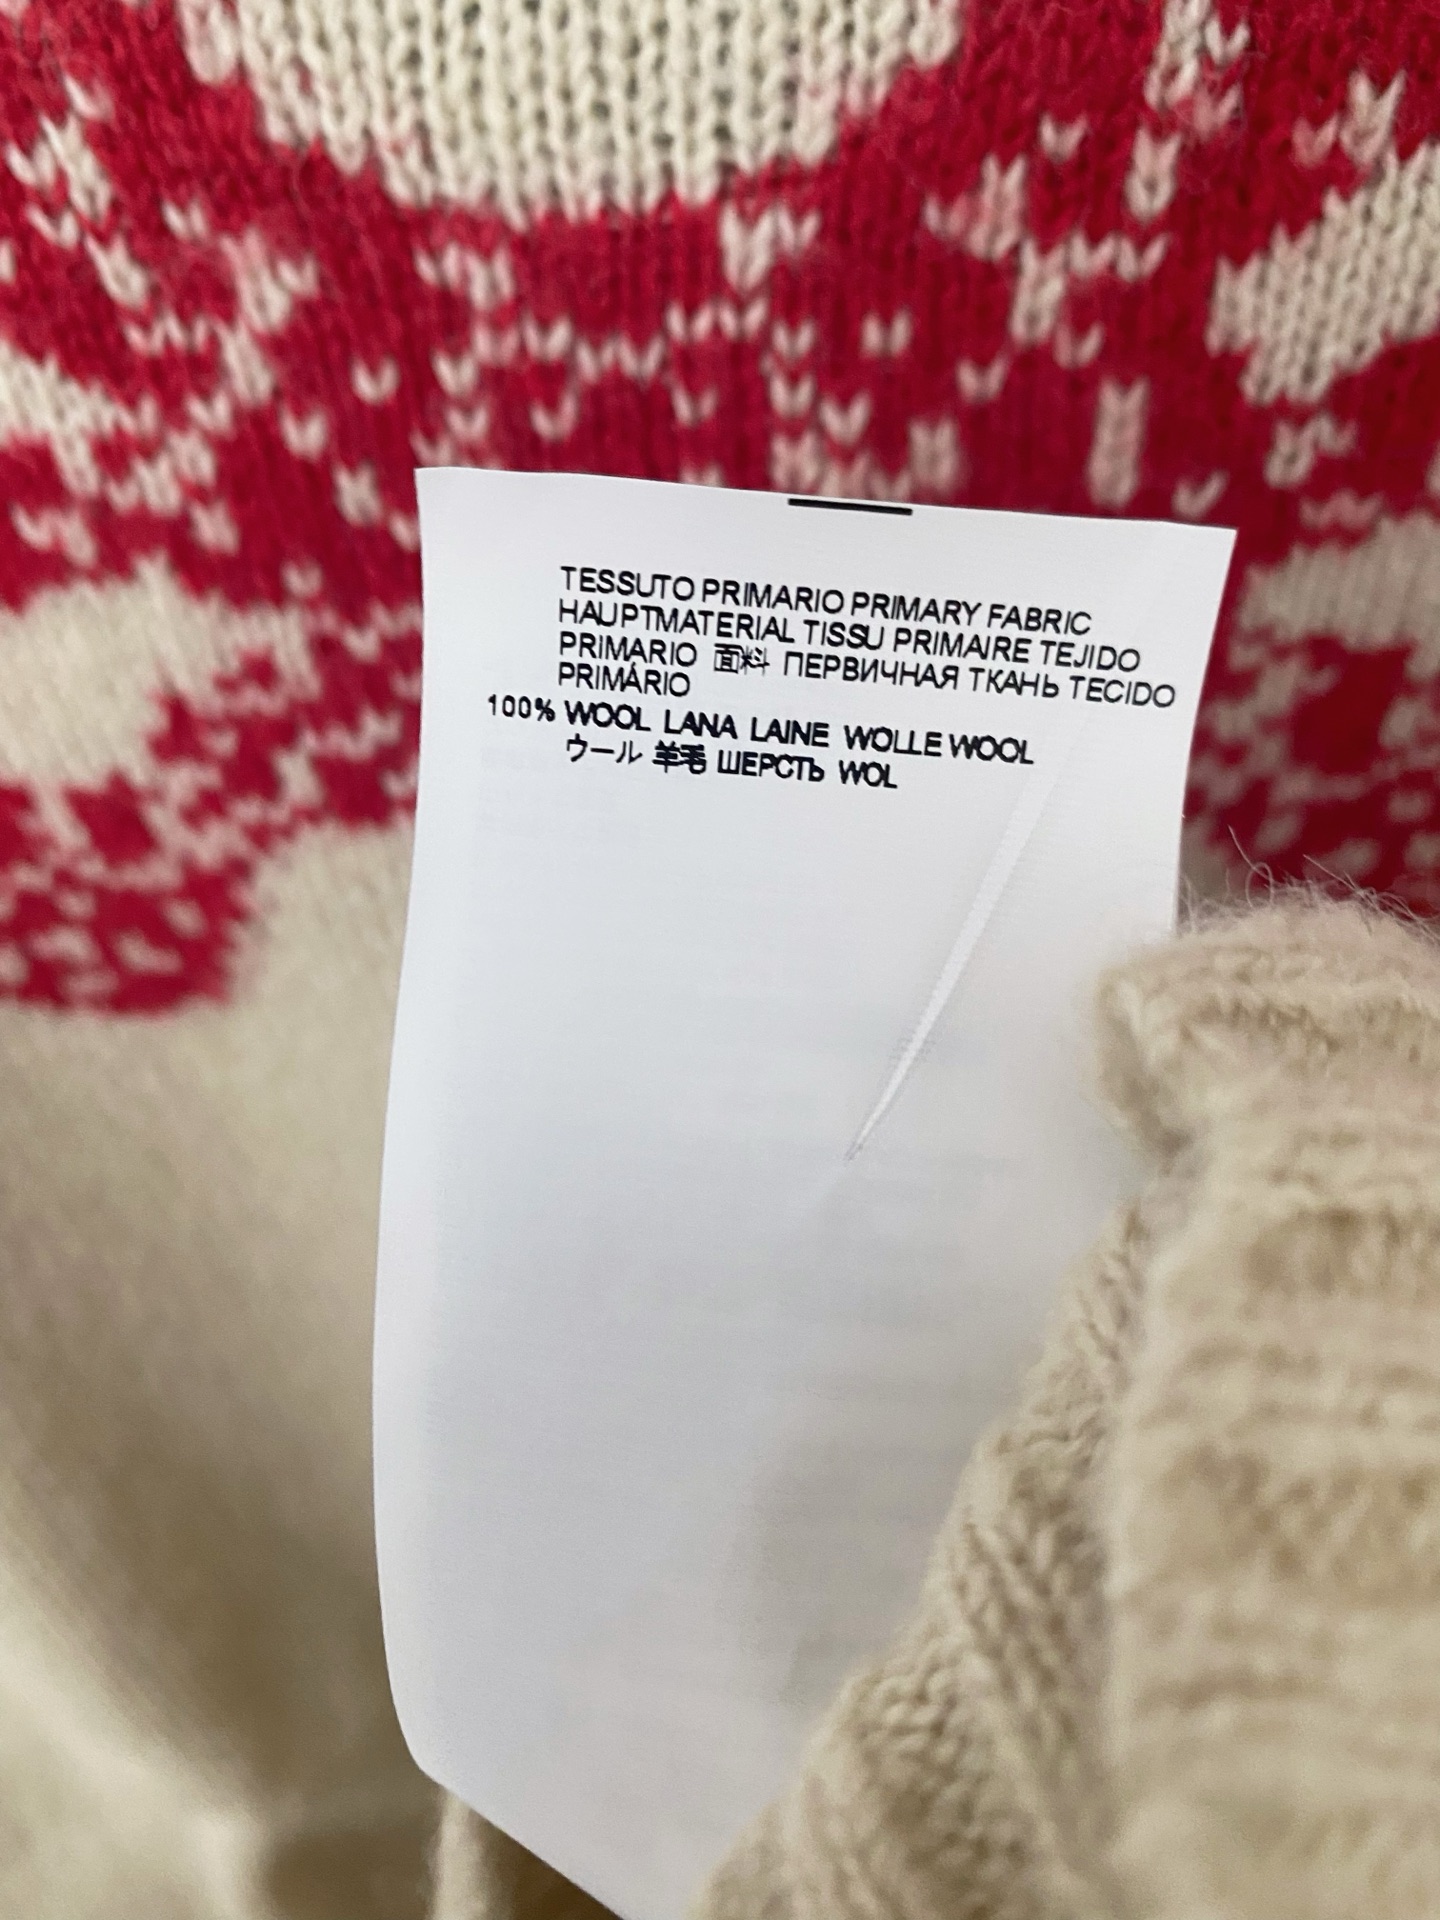 TESSUTO PRIMARIO PRIMARY FABRIC
HAUPTMATERIAL TISSU PRIMAIRE TEJIDO
PRIMARIO 面料 ПЕРВИЧНАЯ ТКАНЬ TECIDO
PRIMÁRIO
100% WOOL LANA LAINE WOLLE WOOL
ウール 羊毛 ШЕРСТЬ WOL